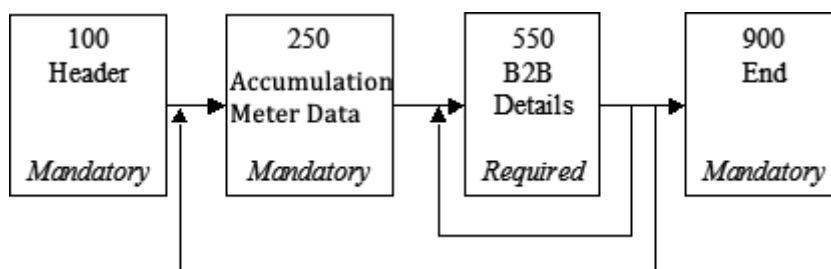 100
Header
Mandatory
250
Accumulation
Meter Data
Mandatory
550
B2B
Details
Required
900
End
Mandatory